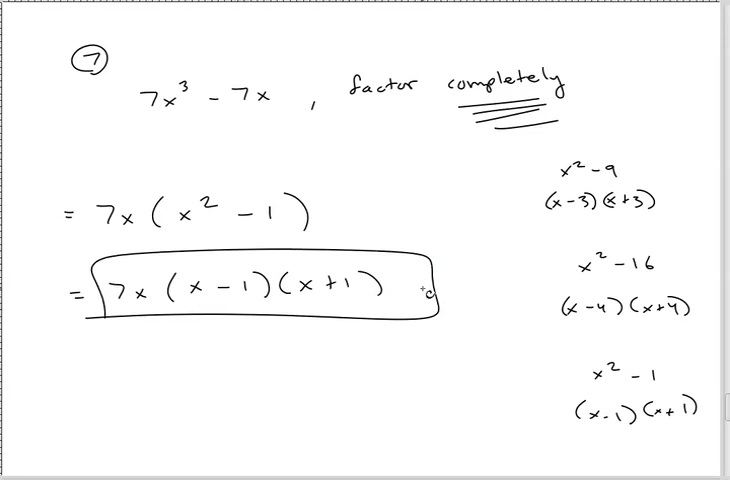 7
7x³ - 7x , factor completely
= 7x ( x² - 1 )
= 7x ( x - 1)( x + 1)
x² - 9
(x - 3)(x + 3)
x² - 16
(x - 4)(x + 4)
x² - 1
(x - 1)(x + 1)